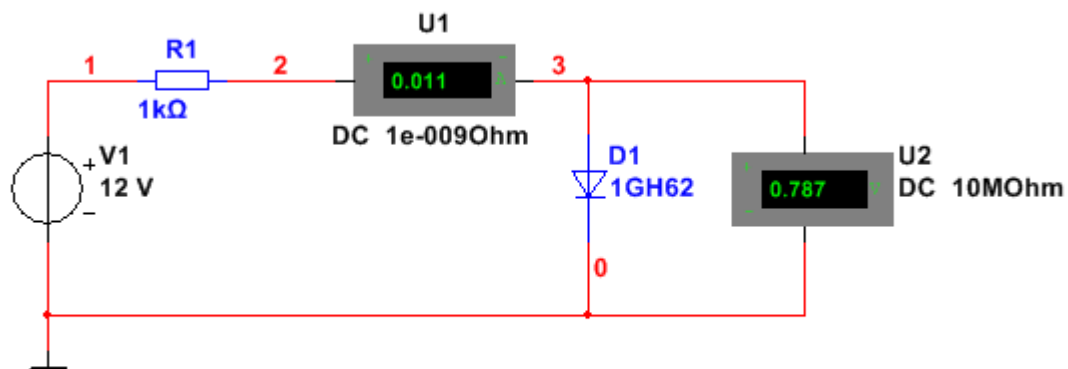 U1
R1
1
2
3
0.011
A
1kΩ
DC 1e-009Ohm
V1
12 V
D1
1GH62
U2
0.787
V
DC 10MOhm
0